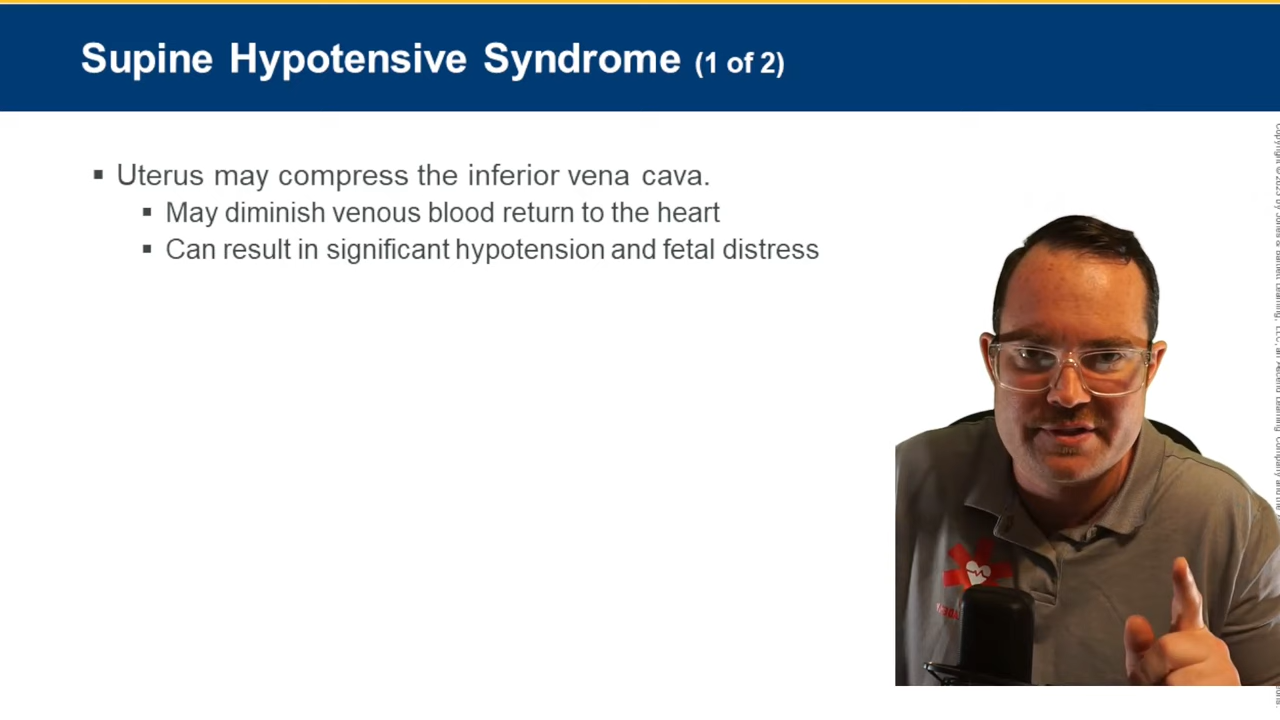 Supine Hypotensive Syndrome (1 of 2)
▪ Uterus may compress the inferior vena cava.
▪ May diminish venous blood return to the heart
▪ Can result in significant hypotension and fetal distress